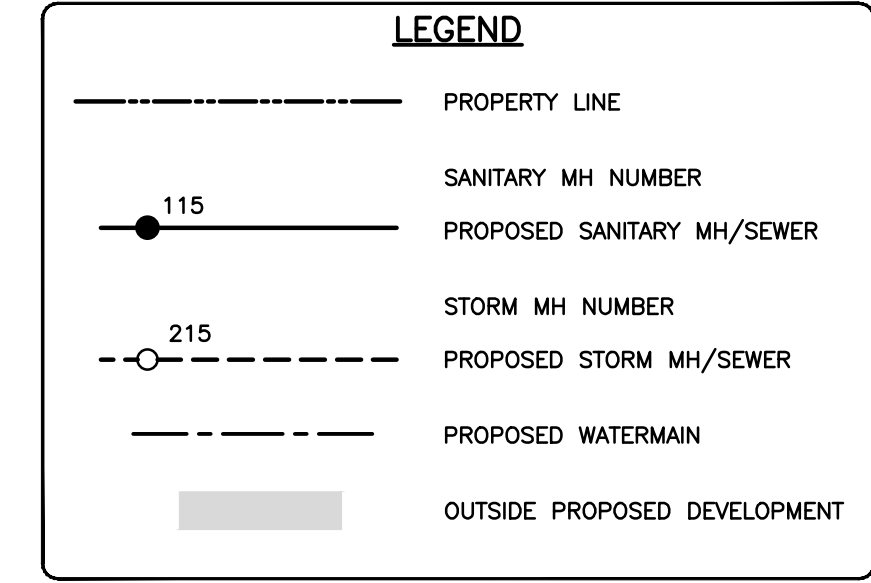 LEGEND
PROPERTY LINE
SANITARY MH NUMBER
115
PROPOSED SANITARY MH/SEWER
STORM MH NUMBER
215
PROPOSED STORM MH/SEWER
PROPOSED WATERMAIN
OUTSIDE PROPOSED DEVELOPMENT